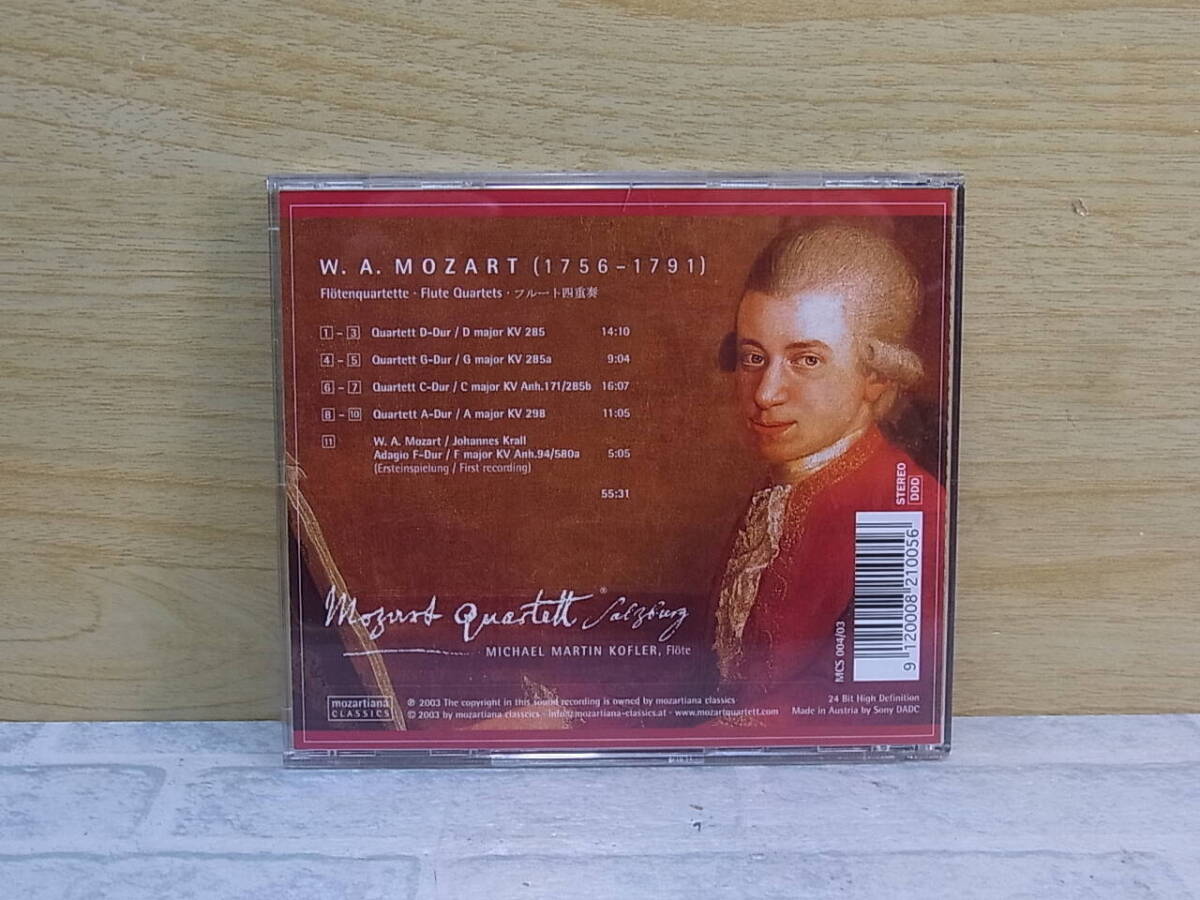 W. A. MOZART (1756–1791)
Flötenquartette · Flute Quartets · フルート四重奏
1 – 3 Quartett D-Dur / D major KV 285 14:10
4 – 5 Quartett G-Dur / G major KV 285a 9:04
6 – 7 Quartett C-Dur / C major KV Anh.171/285b 16:07
8 – 10 Quartett A-Dur / A major KV 298 11:05
11 W. A. Mozart / Johannes Krall
Adagio F-Dur / F major KV Anh.94/580a 5:05
(Ersteinspielung / First recording)
55:31
STEREO
DDD
Mozart Quartett® Salzburg
MICHAEL MARTIN KOFLER, Flöte
MCS 004/03
9 120008 210056
mozartiana
CLASSICS
℗ 2003 The copyright in this sound recording is owned by mozartiana classics
© 2003 by mozartiana classcics · info@mozartiana-classics.at · www.mozartquartett.com
24 Bit High Definition
Made in Austria by Sony DADC